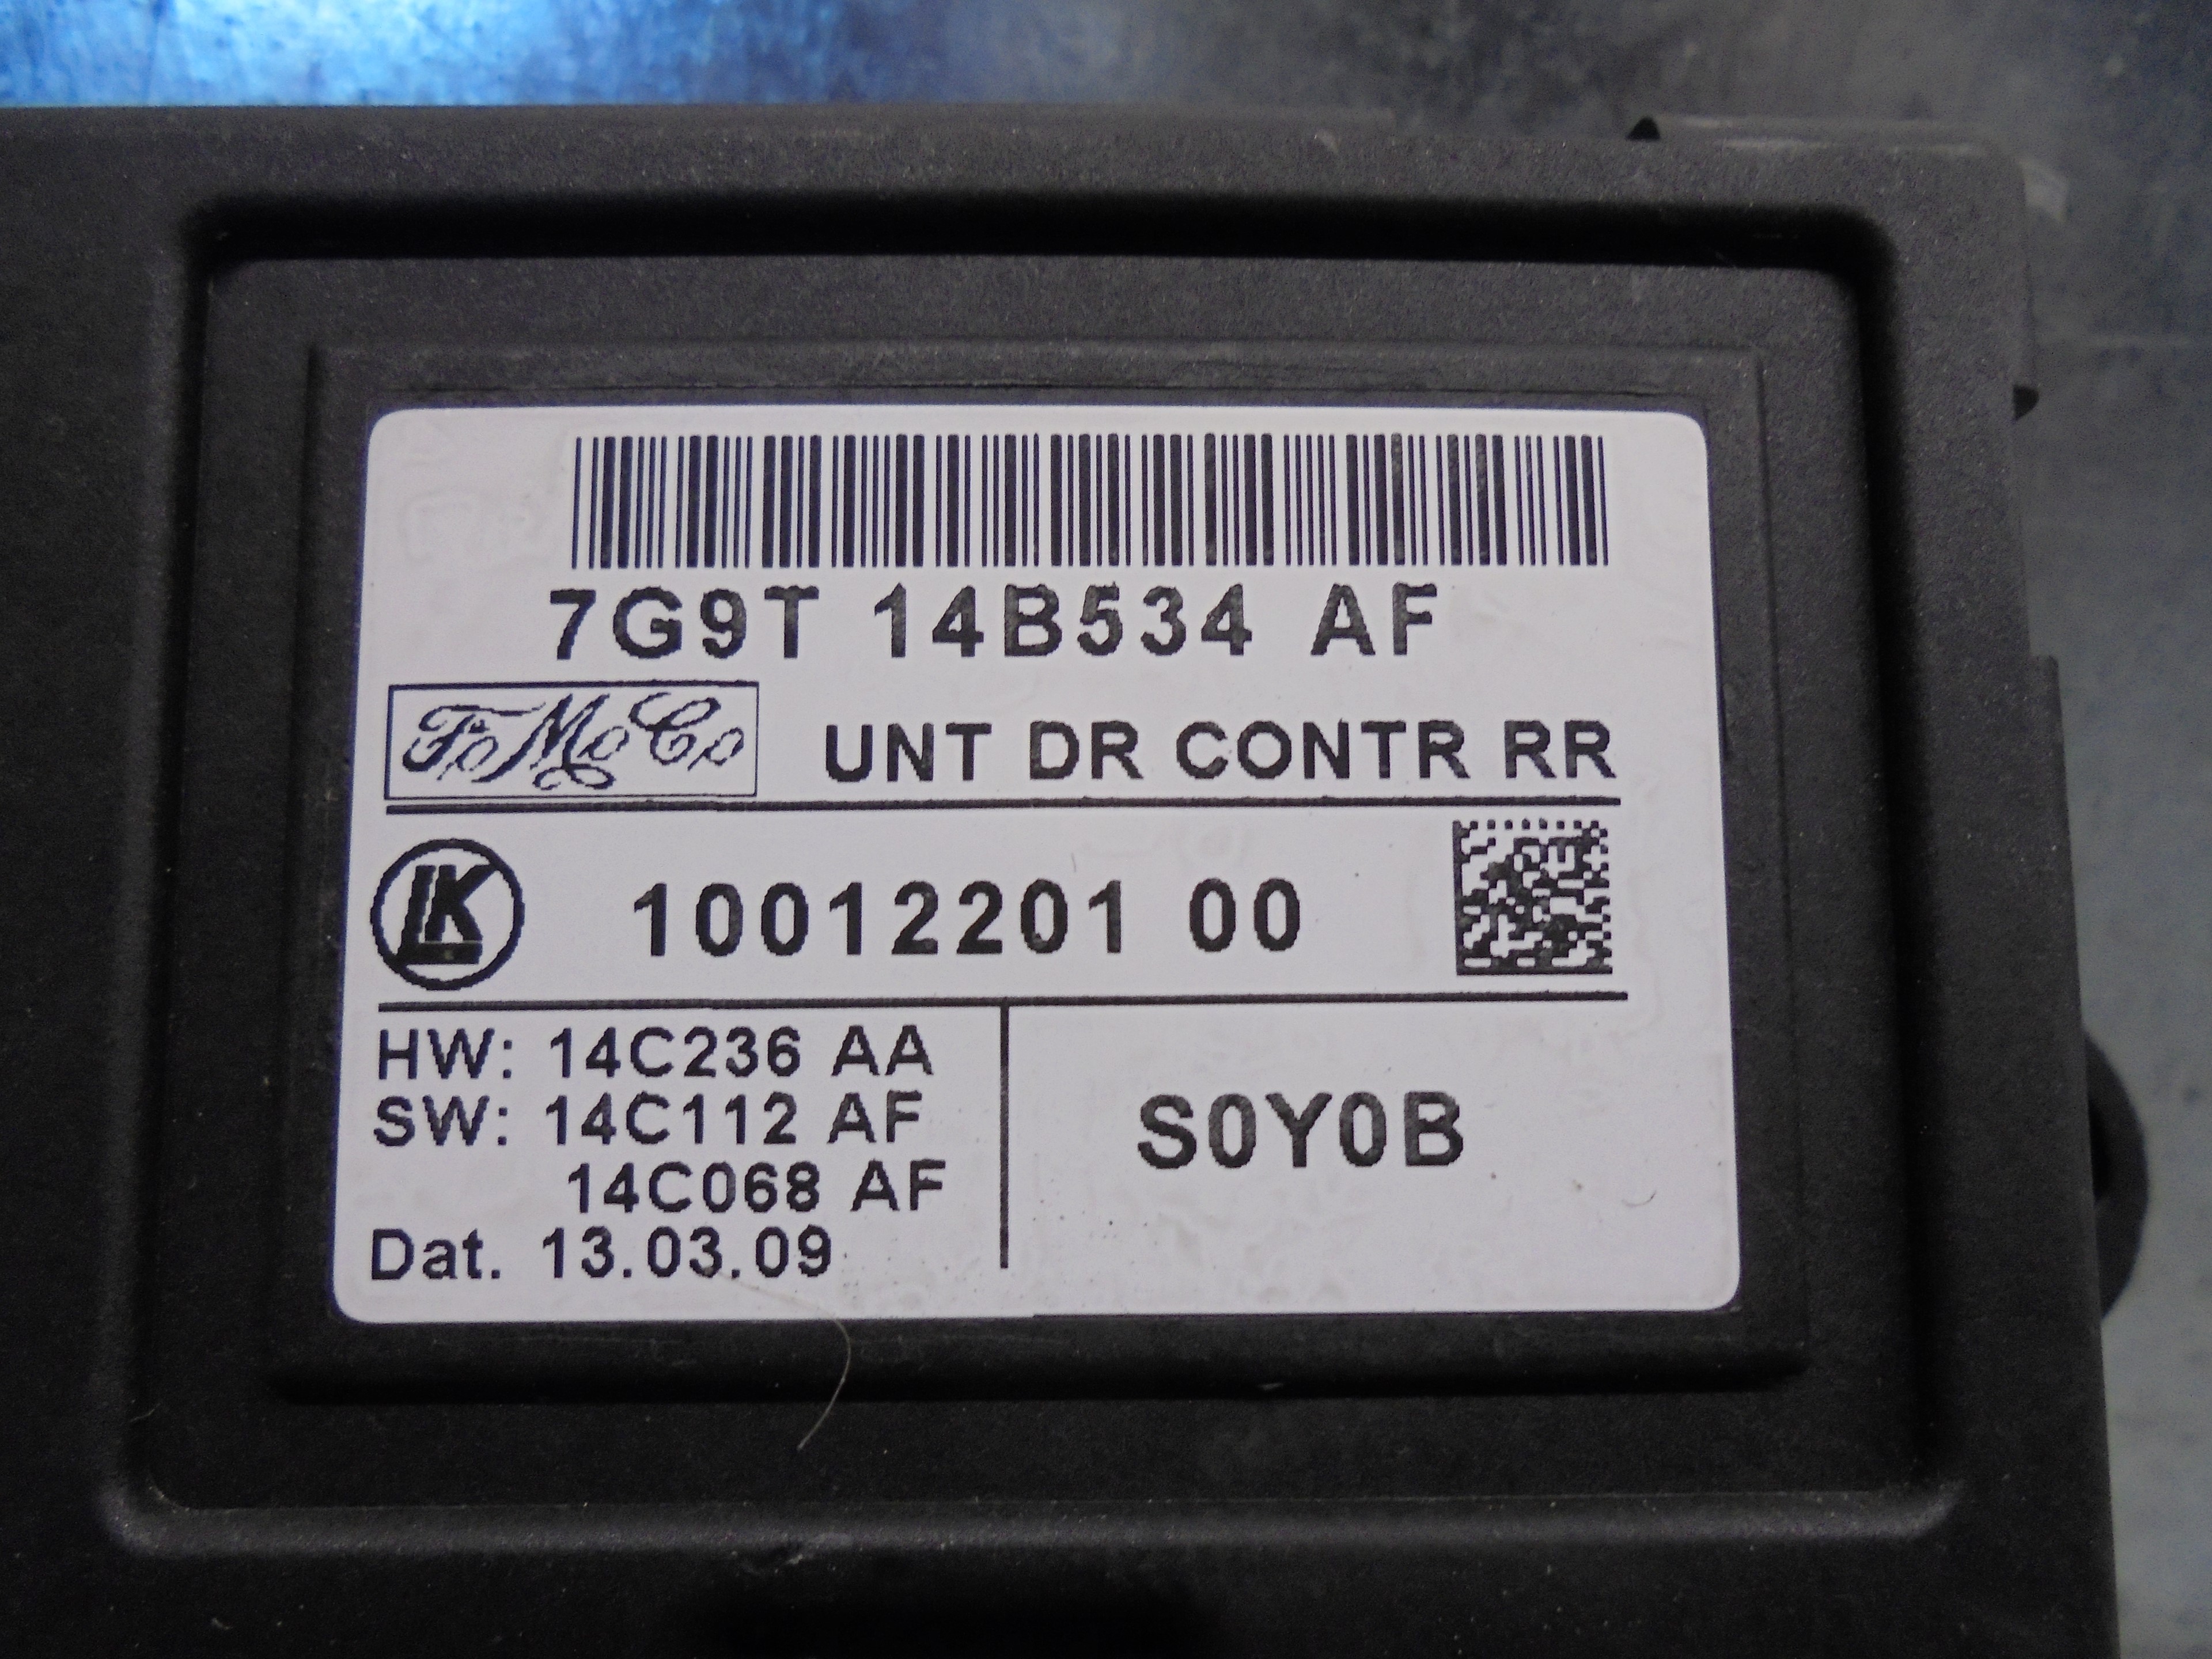 7G9T 14B534 AF
FoMoCo
UNT DR CONTR RR
LK
10012201 00
HW: 14C236 AA
SW: 14C112 AF
14C068 AF
Dat. 13.03.09
S0Y0B